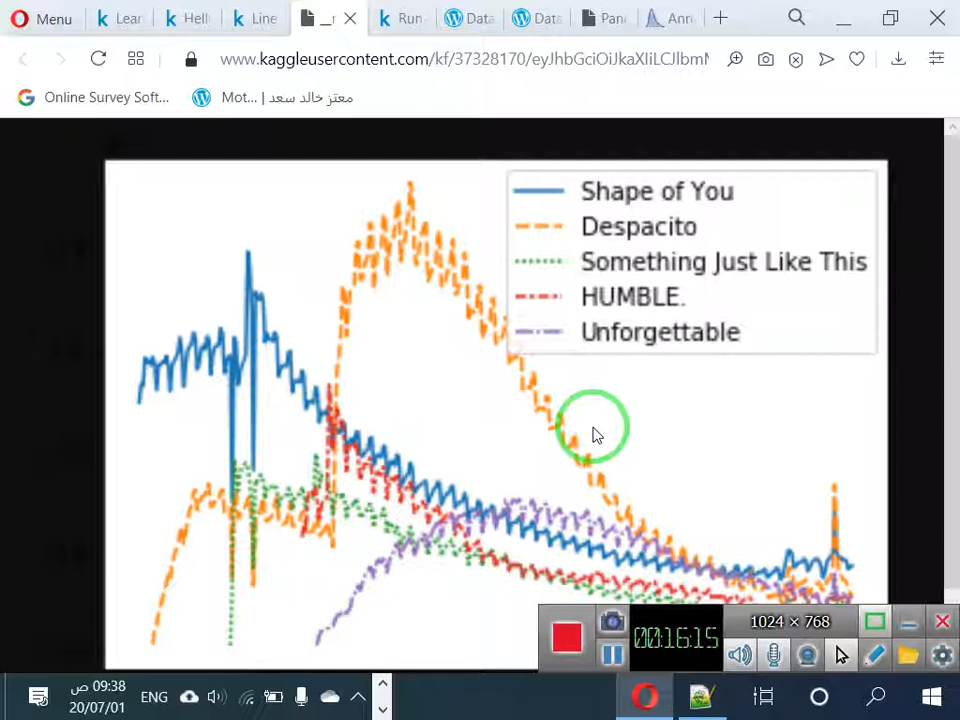 Menu
Lear
Hell
Line
Run
Data
Data
Pan
www.kaggleusercontent.com/kf/37328170/eyJhbGciOiJkaXIiLCJlbmM
Online Survey Soft...
Mot... | معتز خالد سعد
Shape of You
Despacito
Something Just Like This
HUMBLE.
Unforgettable
1024 × 768
00:16:15
09:38 ص
ENG
20/07/01